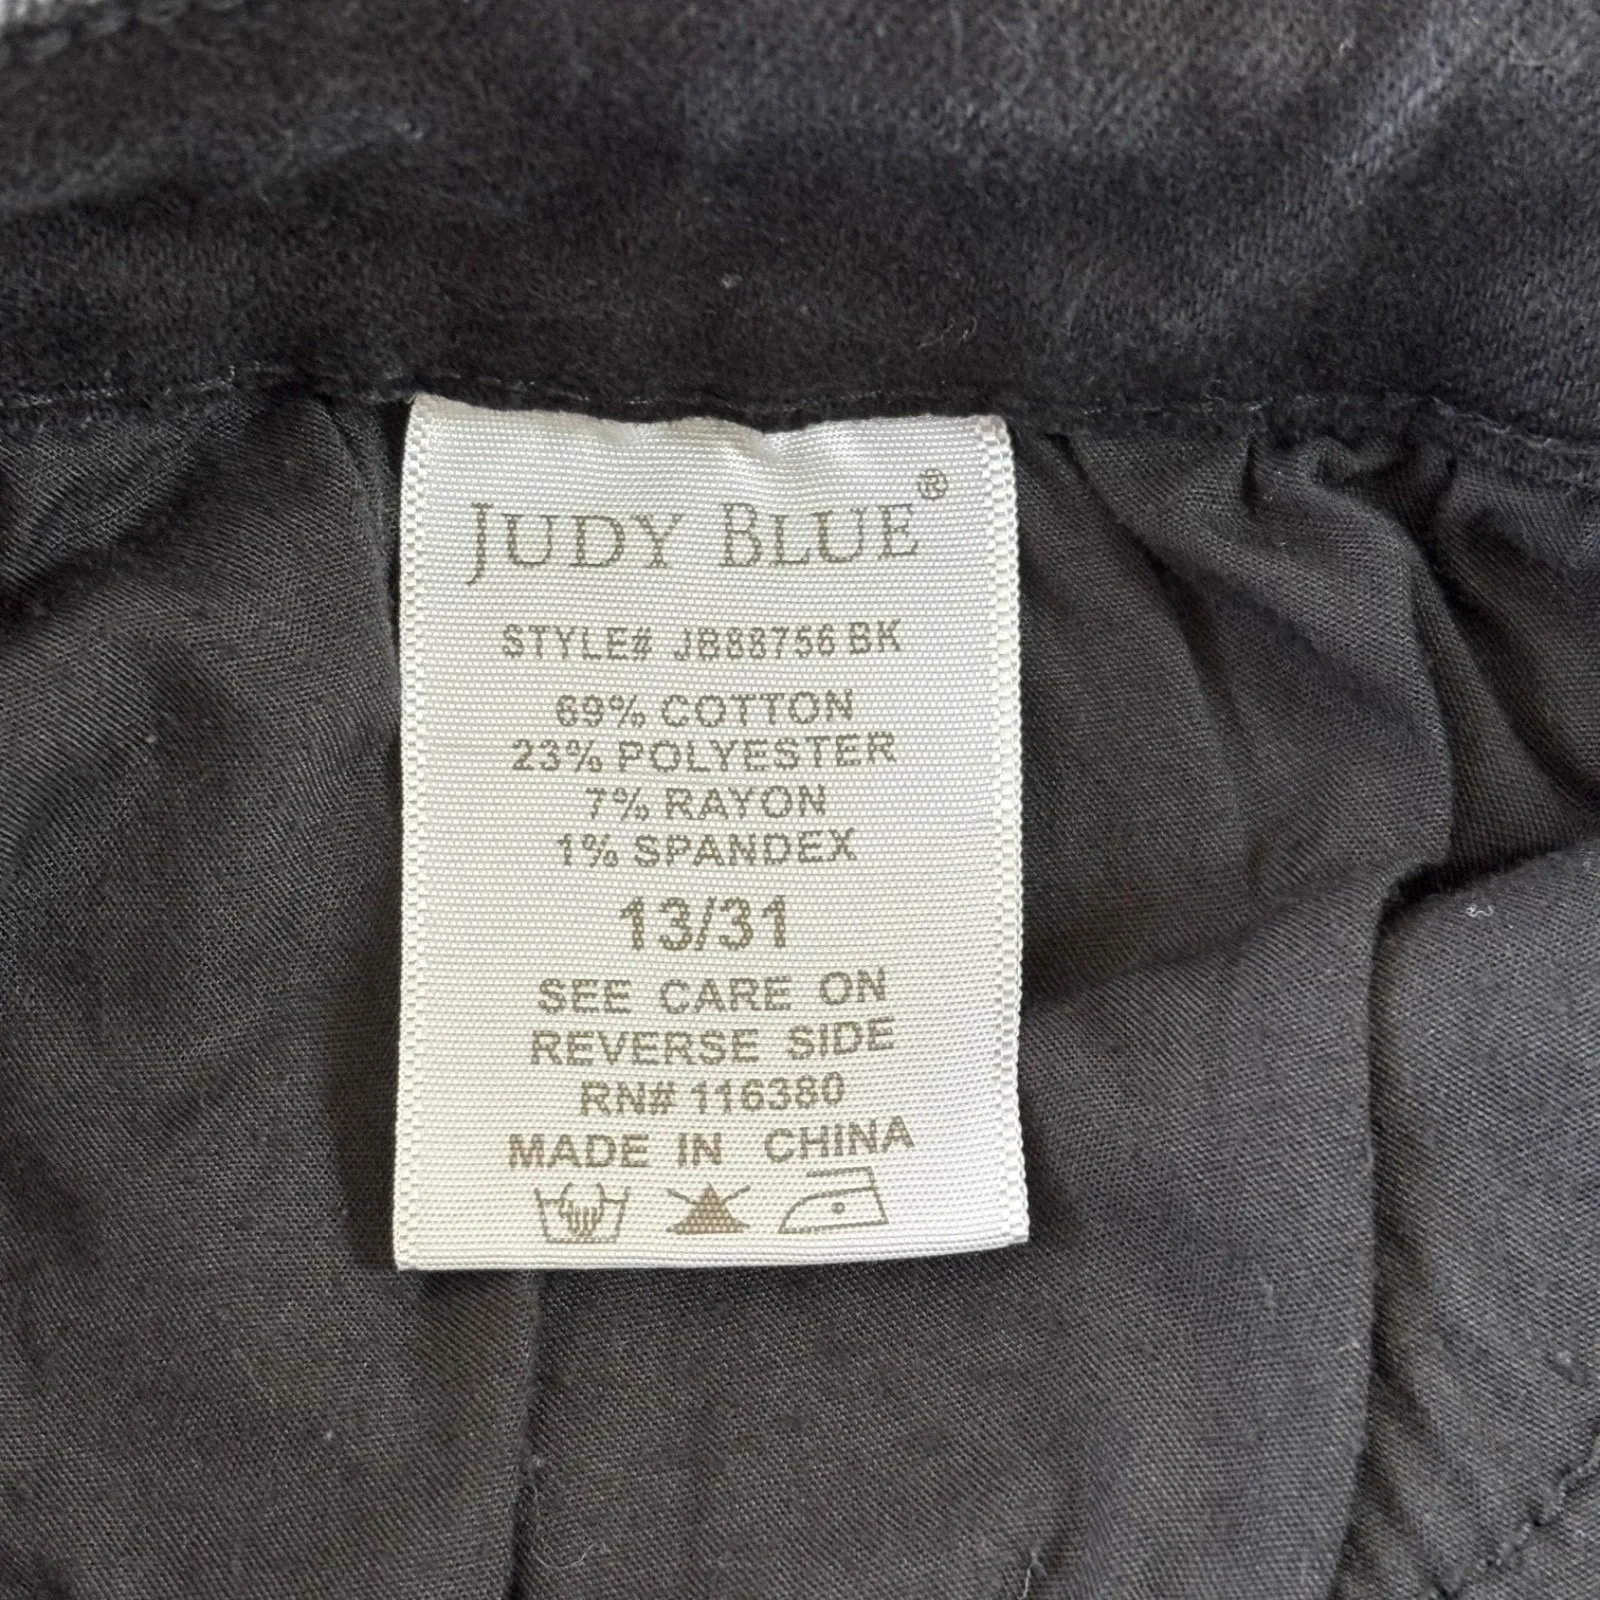 JUDY BLUE®
STYLE# JB88756 BK
69% COTTON
23% POLYESTER
7% RAYON
1% SPANDEX
13/31
SEE CARE ON
REVERSE SIDE
RN# 116380
MADE IN CHINA